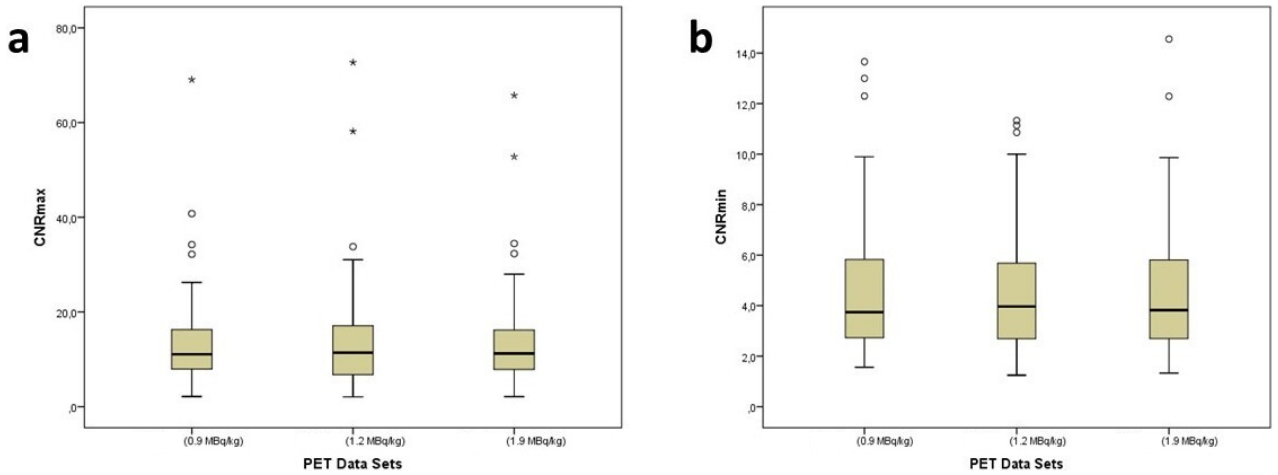 a
80,0
60,0
40,0
20,0
,0
CNRmax
(0.9 MBq/kg) (1.2 MBq/kg) (1.9 MBq/kg)
PET Data Sets
b
14,0
12,0
10,0
8,0
6,0
4,0
2,0
,0
CNRmin
(0.9 MBq/kg) (1.2 MBq/kg) (1.9 MBq/kg)
PET Data Sets